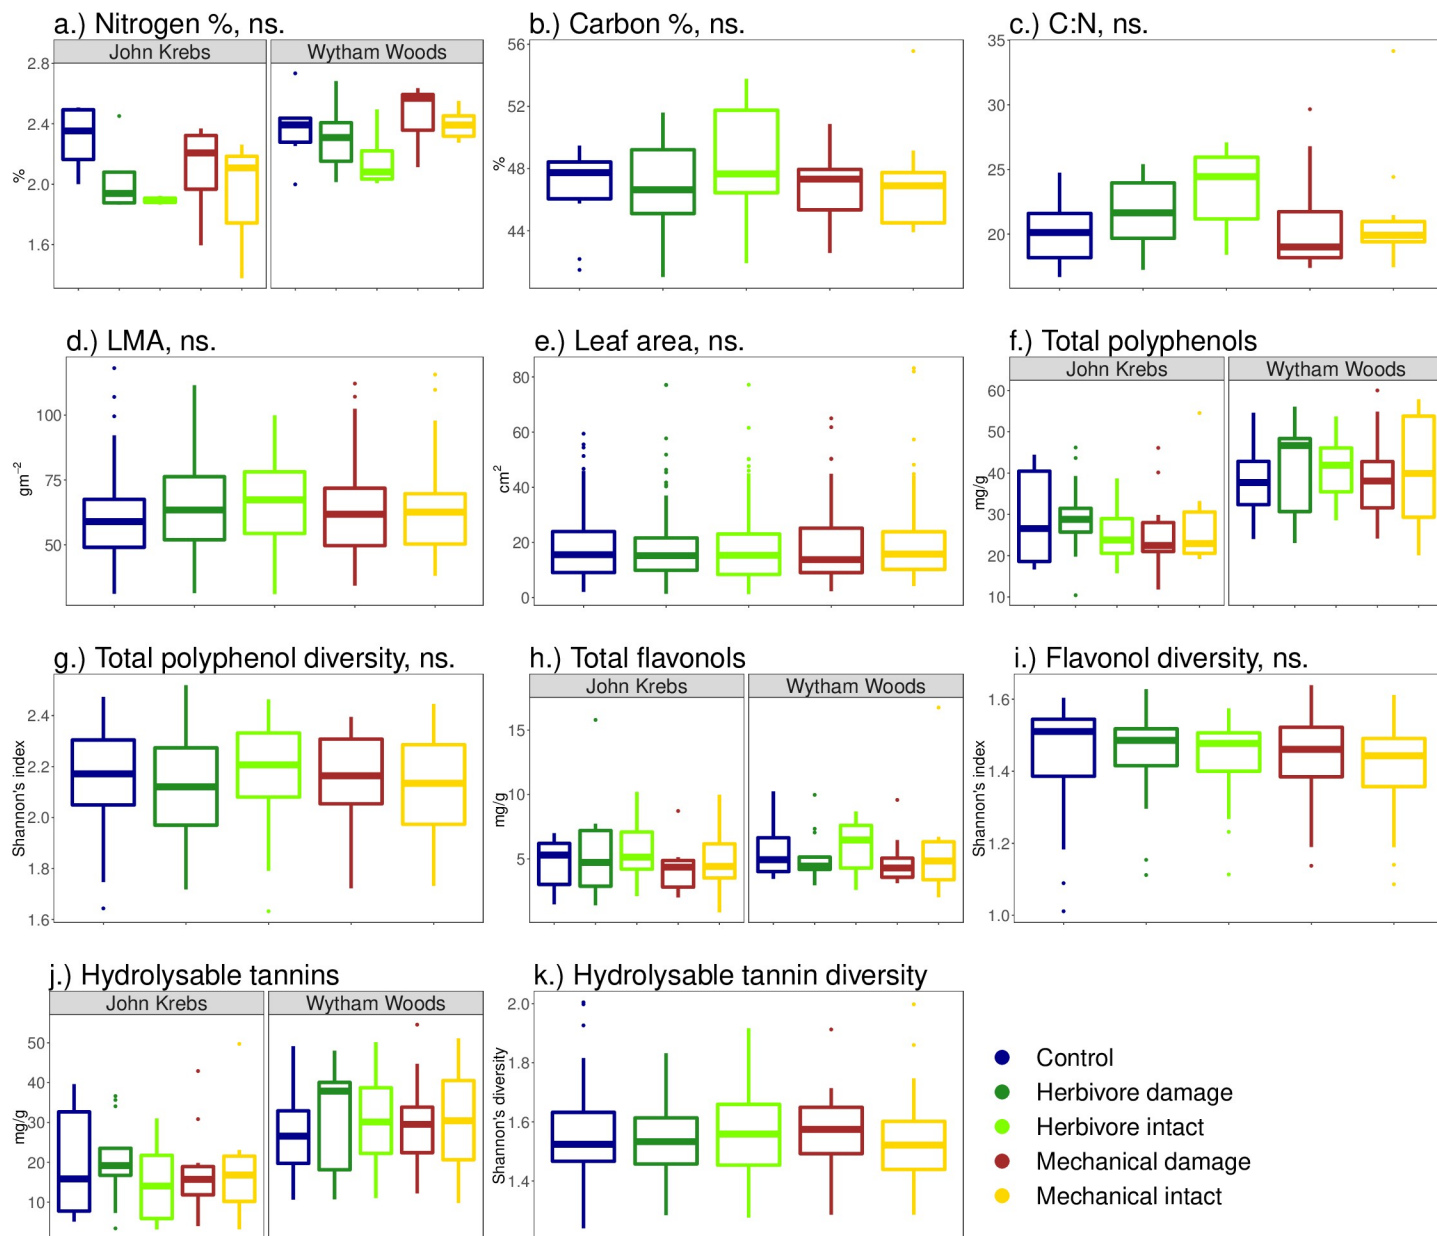 a.) Nitrogen %, ns.
John Krebs
Wytham Woods
%
2.8
2.4
2.0
1.6
b.) Carbon %, ns.
%
56
52
48
44
c.) C:N, ns.
35
30
25
20
d.) LMA, ns.
gm⁻²
100
75
50
e.) Leaf area, ns.
cm²
80
60
40
20
0
f.) Total polyphenols
John Krebs
Wytham Woods
mg/g
60
50
40
30
20
10
g.) Total polyphenol diversity, ns.
Shannon's index
2.4
2.2
2.0
1.8
1.6
h.) Total flavonols
John Krebs
Wytham Woods
mg/g
15
10
5
i.) Flavonol diversity, ns.
Shannon's index
1.6
1.4
1.2
1.0
j.) Hydrolysable tannins
John Krebs
Wytham Woods
mg/g
50
40
30
20
10
k.) Hydrolysable tannin diversity
Shannon's diversity
2.0
1.8
1.6
1.4
Control
Herbivore damage
Herbivore intact
Mechanical damage
Mechanical intact